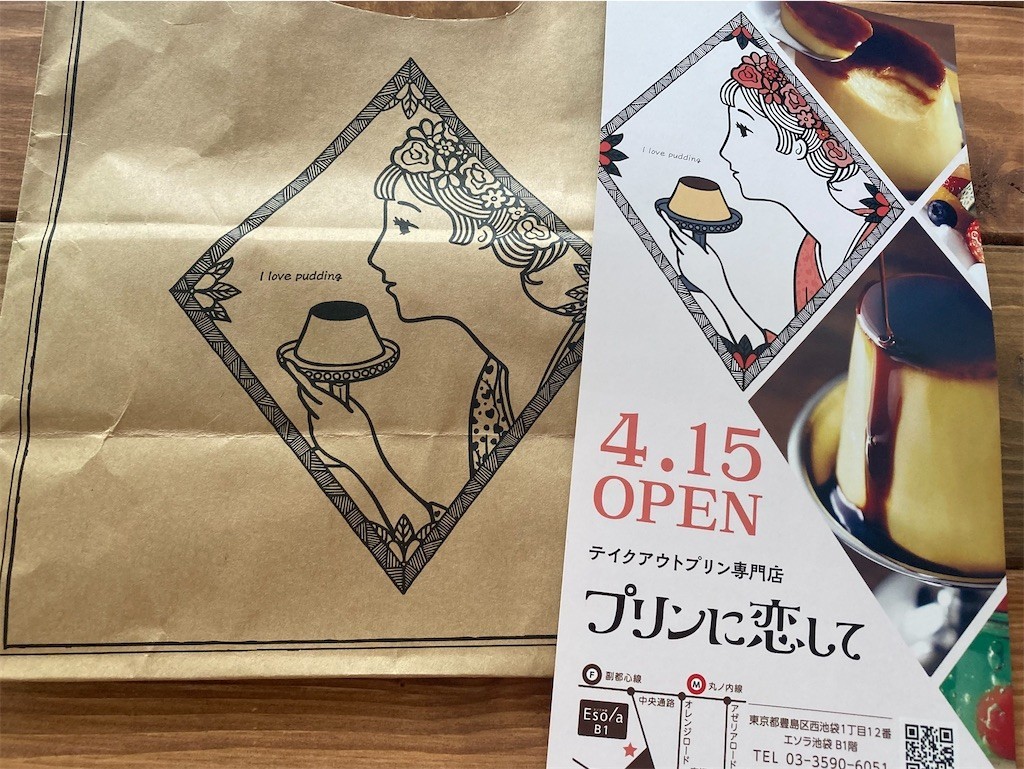 I love pudding
I love pudding
4.15
OPEN
テイクアウトプリン専門店
プリンに恋して
F 副都心線
M 丸ノ内線
中央通路
Esola
B1
オレンジロード
アゼリアロード
東京都豊島区西池袋1丁目12番
エソラ池袋 B1階
TEL 03-3590-6051